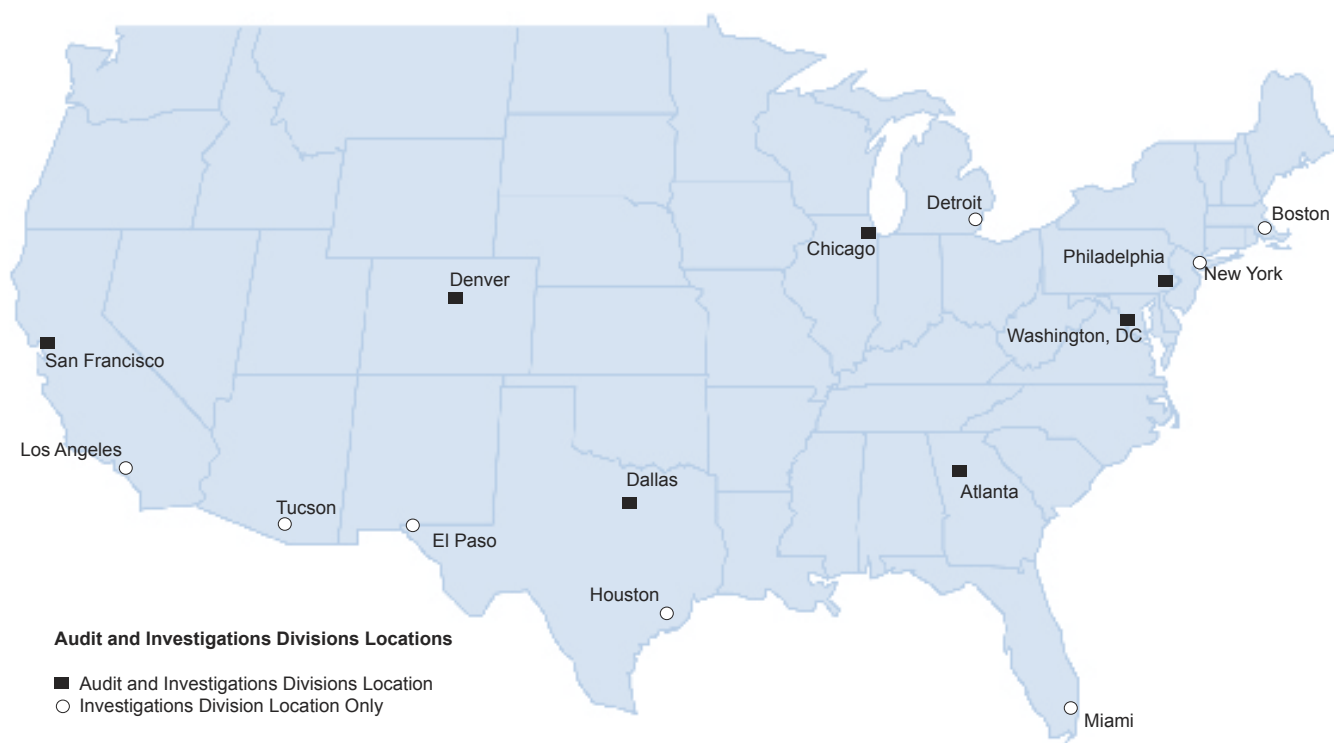 Detroit
Boston
Chicago
Philadelphia
New York
Denver
Washington, DC
San Francisco
Los Angeles
Dallas
Atlanta
Tucson
El Paso
Houston
Audit and Investigations Divisions Locations
Audit and Investigations Divisions Location
Investigations Division Location Only
Miami